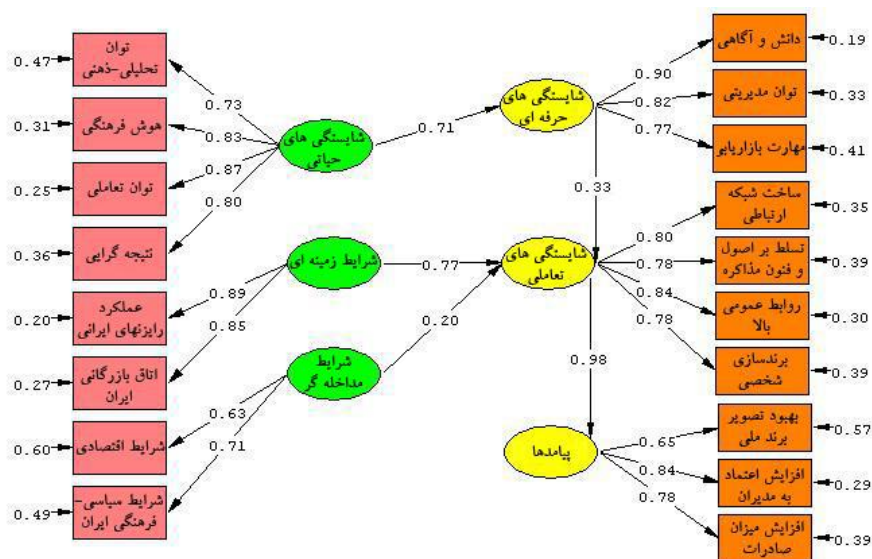 توان
تحلیلی-ذهنی
0.47
هوش فرهنگی
0.31
توان تعاملی
0.25
نتیجه گرایی
0.36
عملکرد
رایزنهای ایرانی
0.20
اتاق بازرگانی
ایران
0.27
شرایط اقتصادی
0.60
شرایط سیاسی-
فرهنگی ایران
0.49
0.73
0.83
0.87
0.80
شایستگی های
حیاتی
0.89
0.85
شرایط زمینه ای
0.63
0.71
شرایط
مداخله گر
0.71
0.77
0.20
شایستگی های
حرفه ای
0.33
شایستگی های
تعاملی
0.98
پیامدها
0.90
0.82
0.77
0.80
0.78
0.84
0.78
0.65
0.84
0.78
دانش و آگاهی
0.19
توان مدیریتی
0.33
مهارت بازاریابی
0.41
ساخت شبکه
ارتباطی
0.35
تسلط بر اصول
و فنون مذاکره
0.39
روابط عمومی
بالا
0.30
برندسازی
شخصی
0.39
بهبود تصویر
برند ملی
0.57
افزایش اعتماد
به مدیران
0.29
افزایش میزان
صادرات
0.39